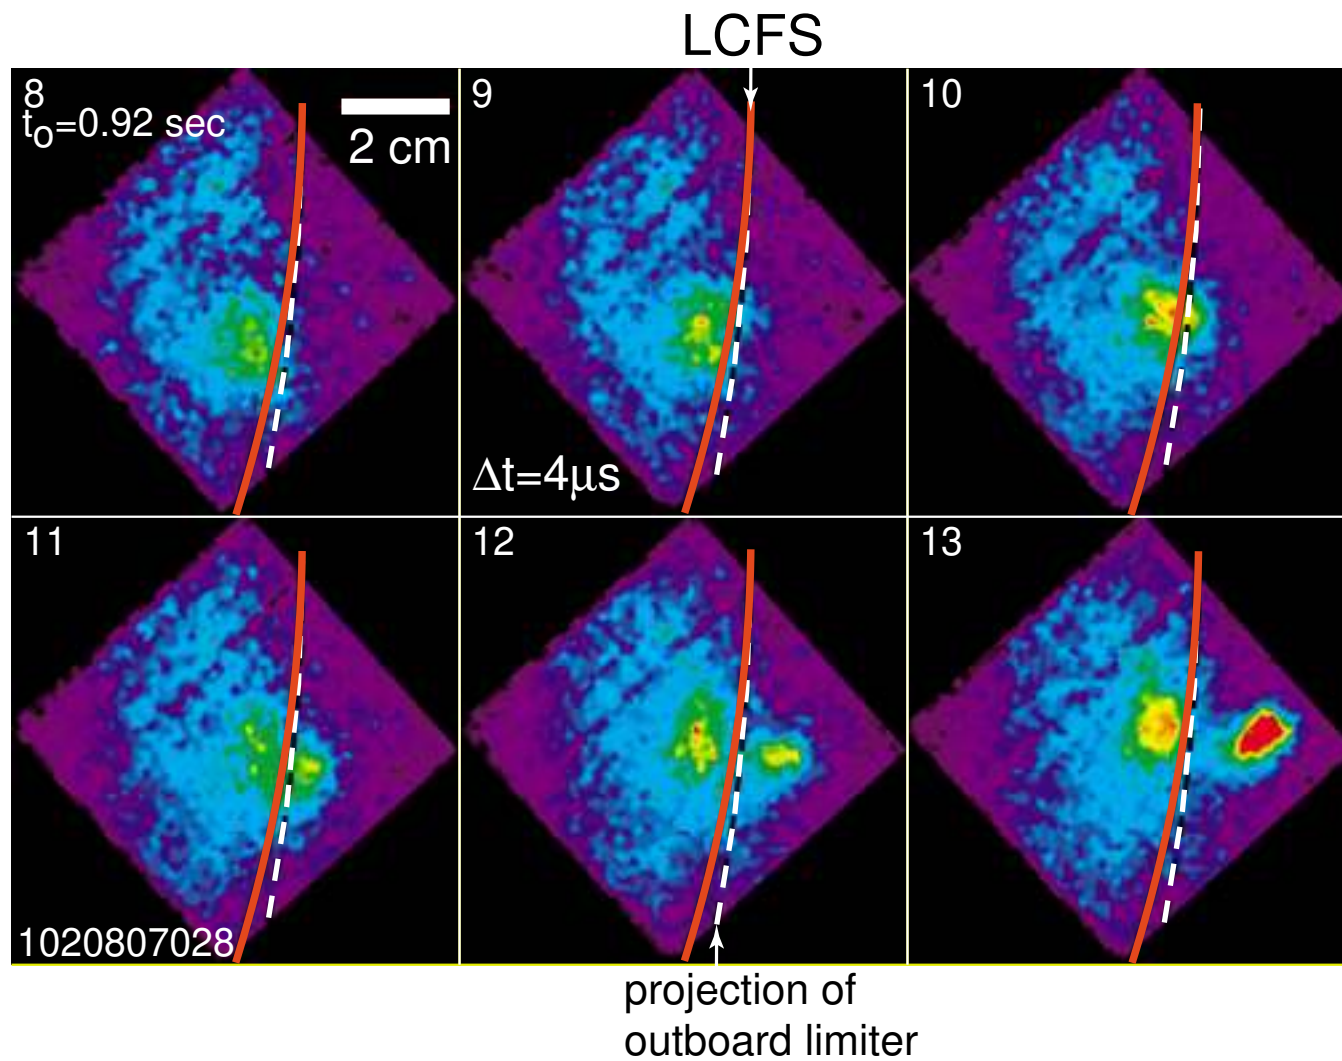 LCFS
8
t₀=0.92 sec
2 cm
9
Δt=4μs
10
11
1020807028
12
13
projection of
outboard limiter